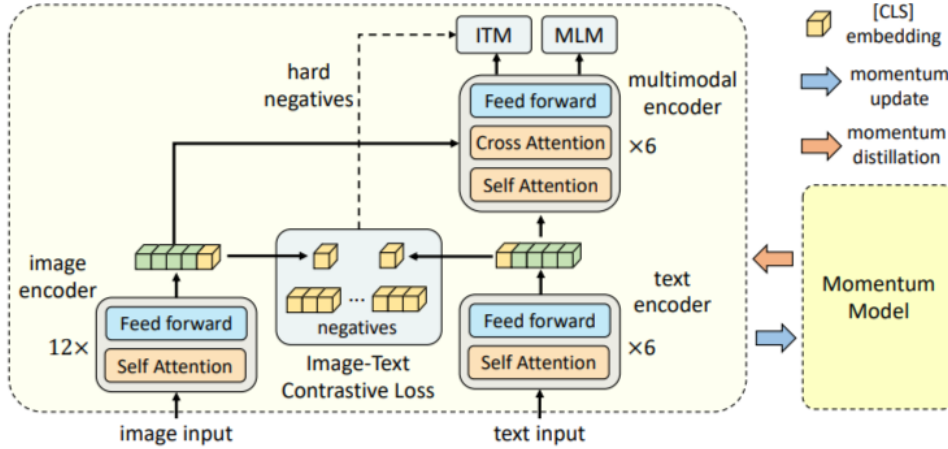 ITM
MLM
[CLS]
embedding
hard
negatives
Feed forward
multimodal
encoder
momentum
update
Cross Attention
×6
momentum
distillation
Self Attention
image
encoder
text
encoder
Momentum
Model
12×
Feed forward
Self Attention
...
negatives
Image-Text
Contrastive Loss
Feed forward
Self Attention
×6
image input
text input